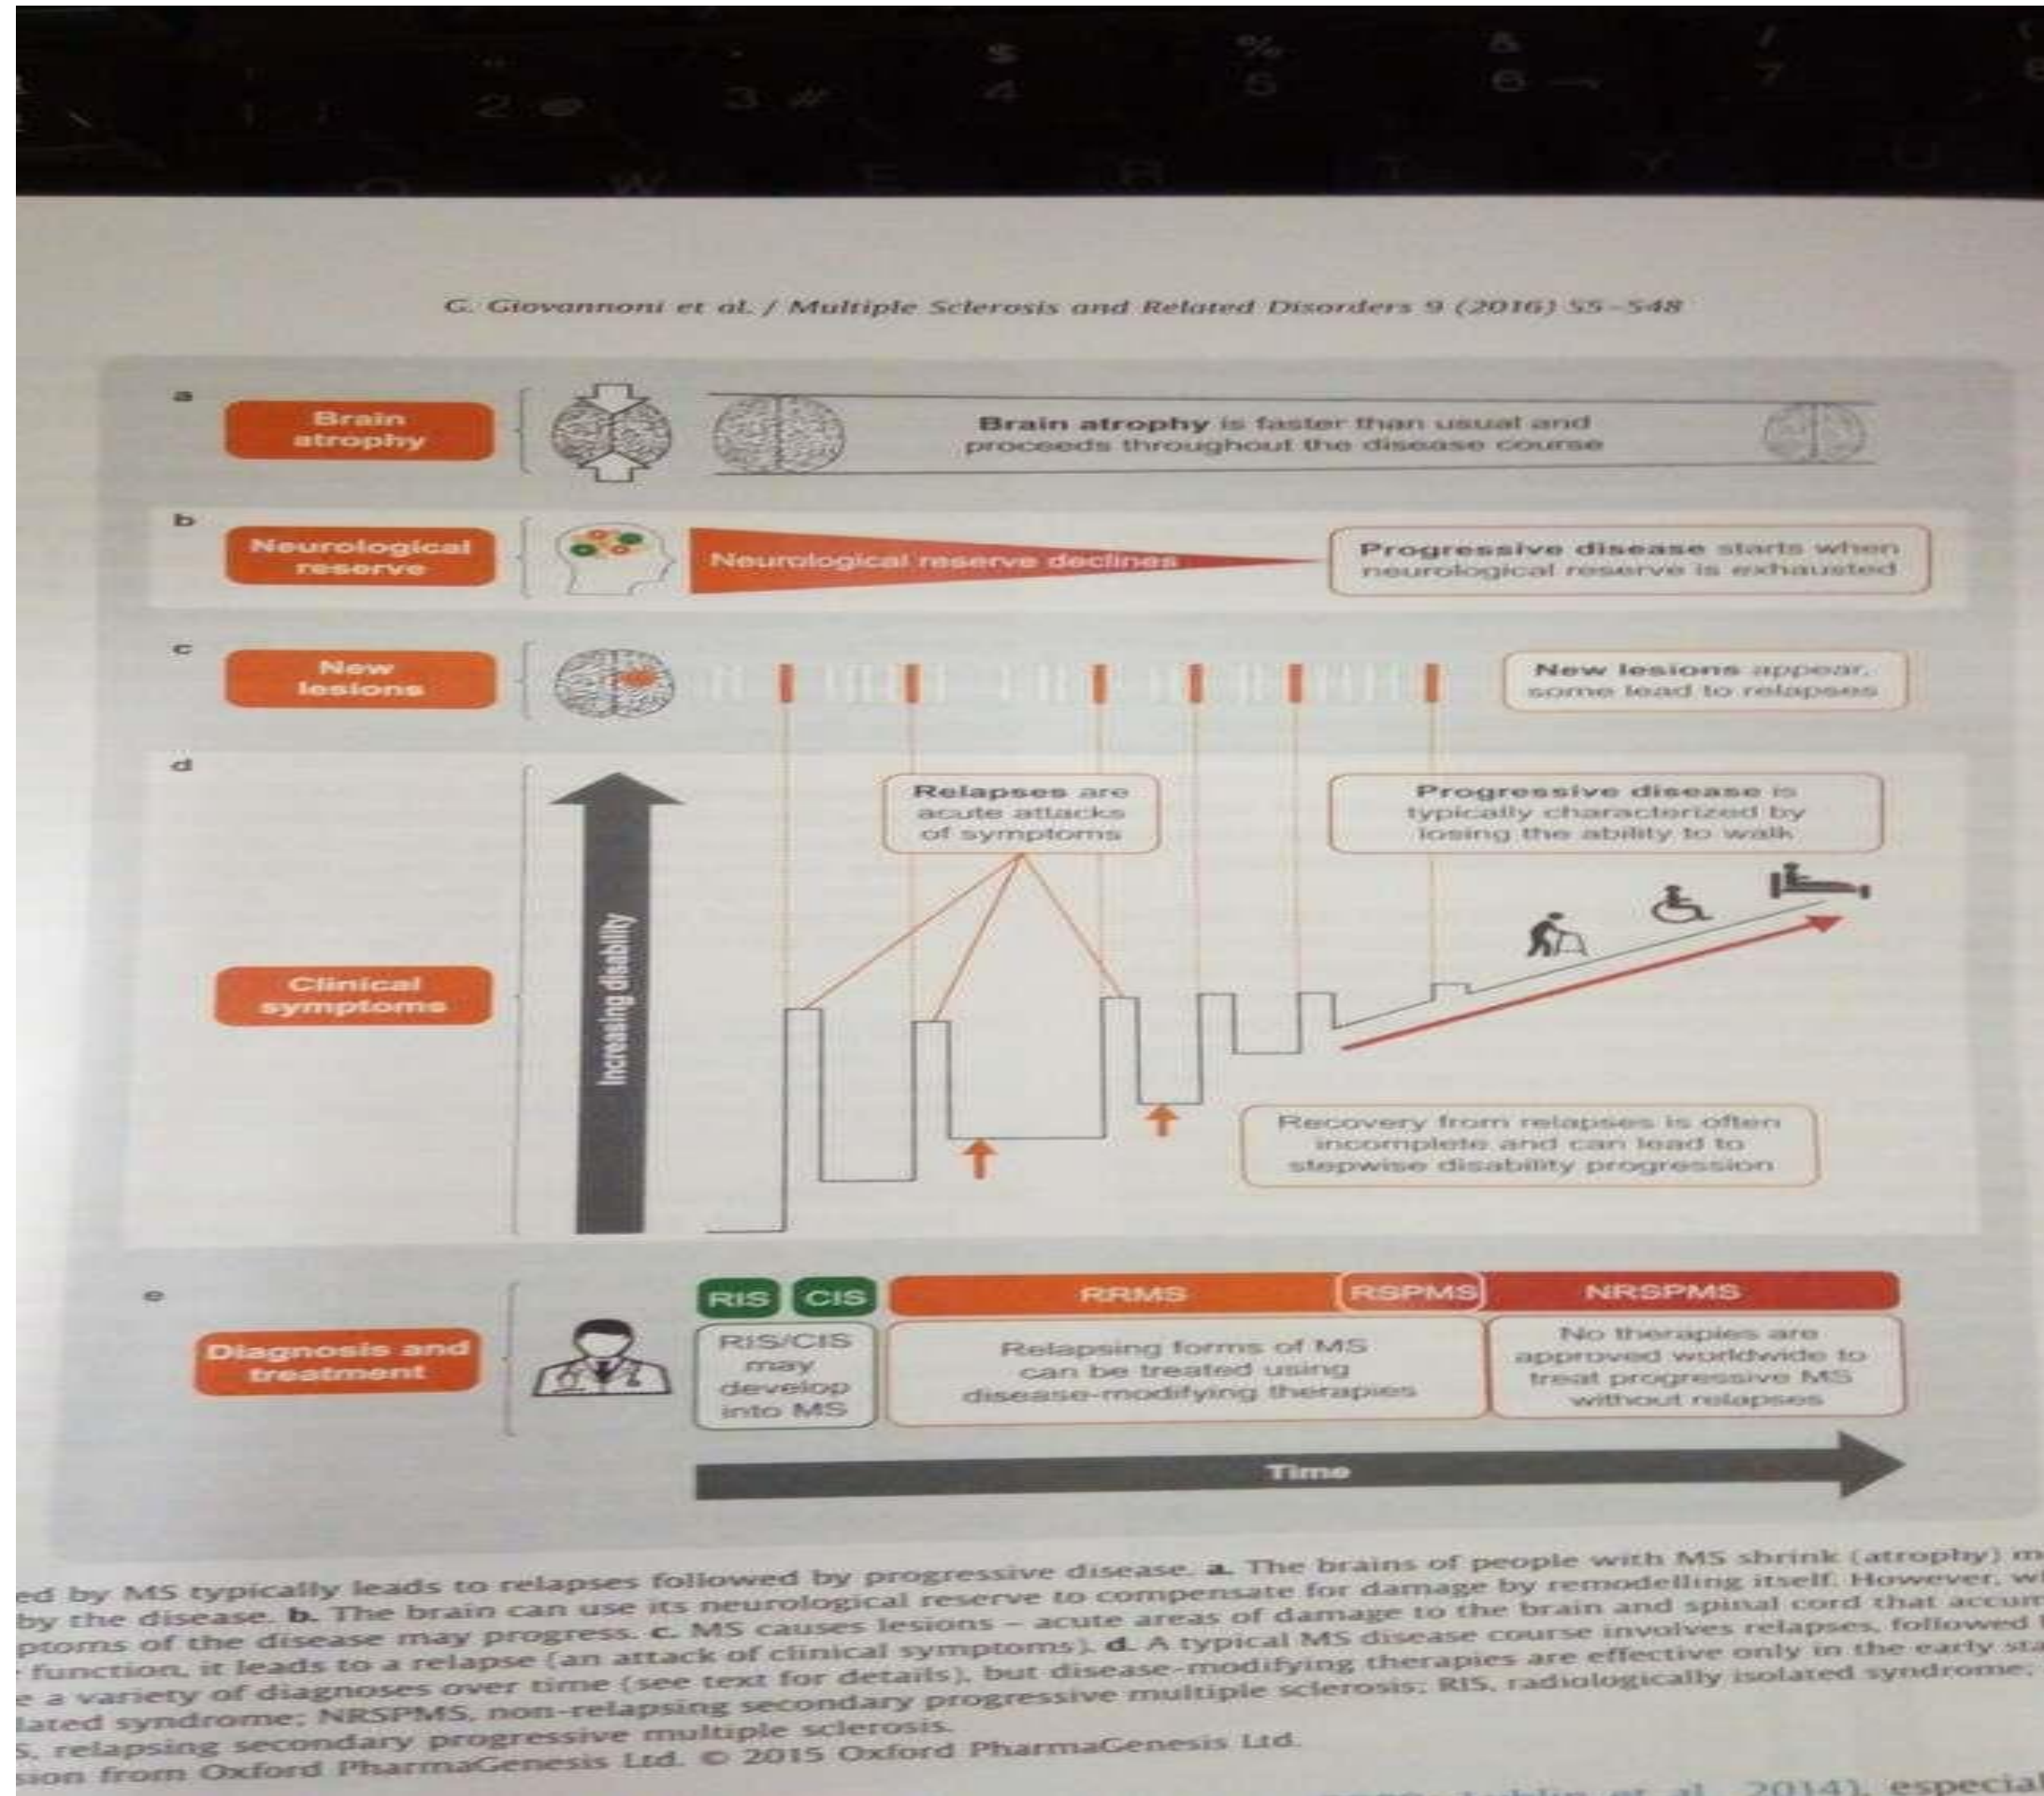 $ % & /
2 @ 3 # 4 5 6 ¬ 7
W E R T Y U
G. Giovannoni et al. / Multiple Sclerosis and Related Disorders 9 (2016) S5–S48
a
Brain
atrophy
Brain atrophy is faster than usual and
proceeds throughout the disease course
b
Neurological
reserve
Neurological reserve declines
Progressive disease starts when
neurological reserve is exhausted
c
New
lesions
New lesions appear,
some lead to relapses
d
Clinical
symptoms
Increasing disability
Relapses are
acute attacks
of symptoms
Progressive disease is
typically characterized by
losing the ability to walk
Recovery from relapses is often
incomplete and can lead to
stepwise disability progression
e
Diagnosis and
treatment
RIS CIS RRMS RSPMS NRSPMS
RIS/CIS
may
develop
into MS
Relapsing forms of MS
can be treated using
disease-modifying therapies
No therapies are
approved worldwide to
treat progressive MS
without relapses
Time
ed by MS typically leads to relapses followed by progressive disease. a. The brains of people with MS shrink (atrophy) m
by the disease. b. The brain can use its neurological reserve to compensate for damage by remodelling itself. However, w
ptoms of the disease may progress. c. MS causes lesions – acute areas of damage to the brain and spinal cord that accum
function, it leads to a relapse (an attack of clinical symptoms). d. A typical MS disease course involves relapses, followed
e a variety of diagnoses over time (see text for details), but disease-modifying therapies are effective only in the early sta
lated syndrome; NRSPMS, non-relapsing secondary progressive multiple sclerosis; RIS, radiologically isolated syndrome;
S, relapsing secondary progressive multiple sclerosis.
sion from Oxford PharmaGenesis Ltd. © 2015 Oxford PharmaGenesis Ltd.
et al., 2014), especial